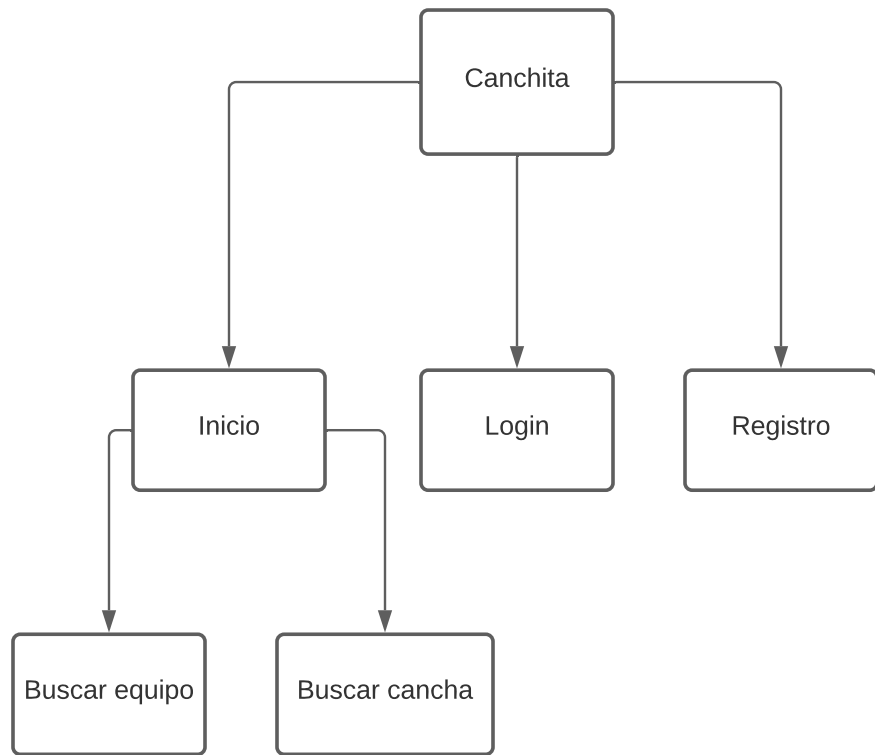 Canchita
Inicio
Login
Registro
Buscar equipo
Buscar cancha